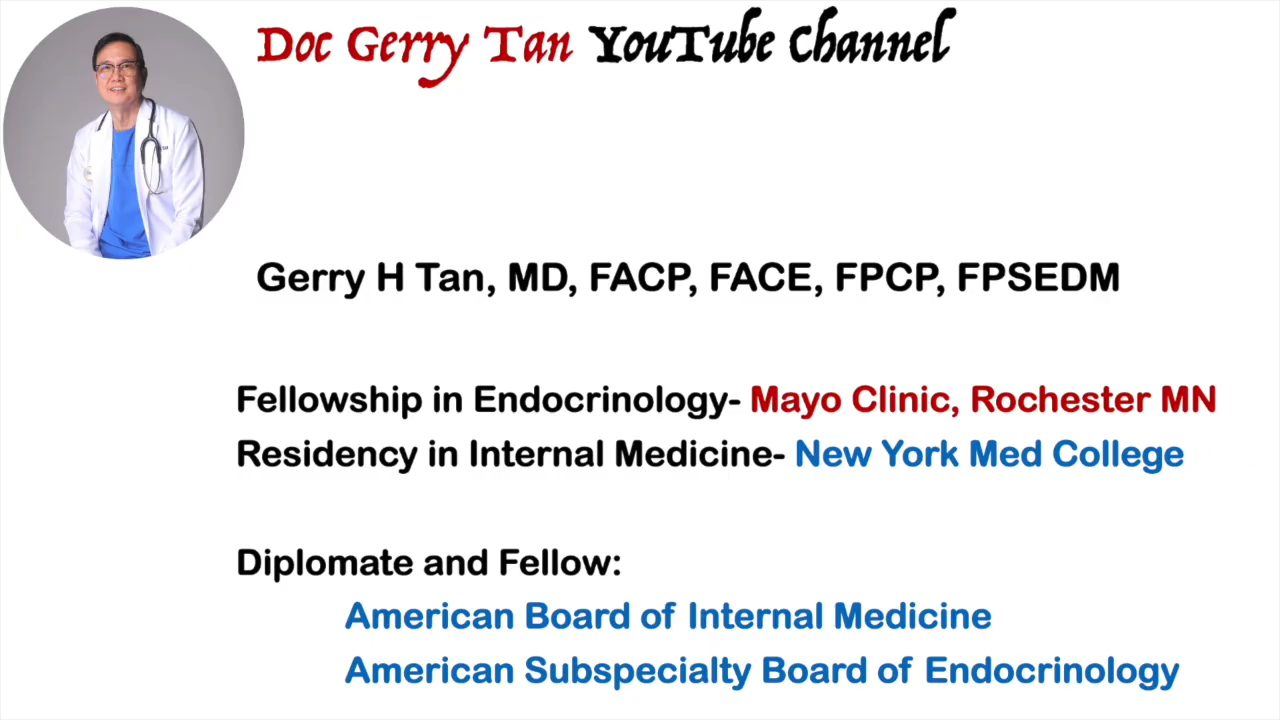 Doc Gerry Tan YouTube Channel
Gerry H Tan, MD, FACP, FACE, FPCP, FPSEDM
Fellowship in Endocrinology- Mayo Clinic, Rochester MN
Residency in Internal Medicine- New York Med College
Diplomate and Fellow:
American Board of Internal Medicine
American Subspecialty Board of Endocrinology